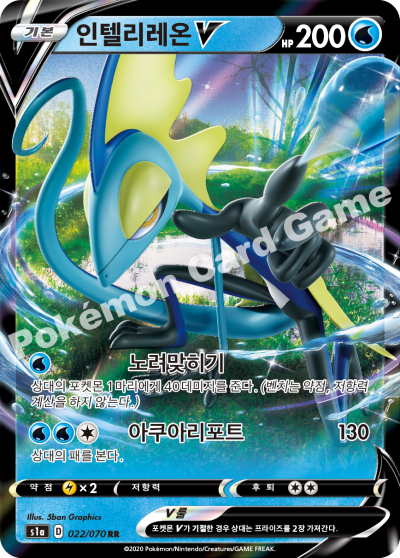 기본 인텔리레온 V HP 200
Pokémon Card Game
노려맞히기
상대의 포켓몬 1마리에게 40데미지를 준다. (벤치는 약점, 저항력
계산을 하지 않는다.)
아쿠아리포트 130
상대의 패를 본다.
약점 ×2 저항력 후퇴
V룰
Illus. 5ban Graphics
포켓몬 V가 기절한 경우 상대는 프라이즈를 2장 가져간다.
s1a D 022/070 RR
©2020 Pokémon/Nintendo/Creatures/GAME FREAK.